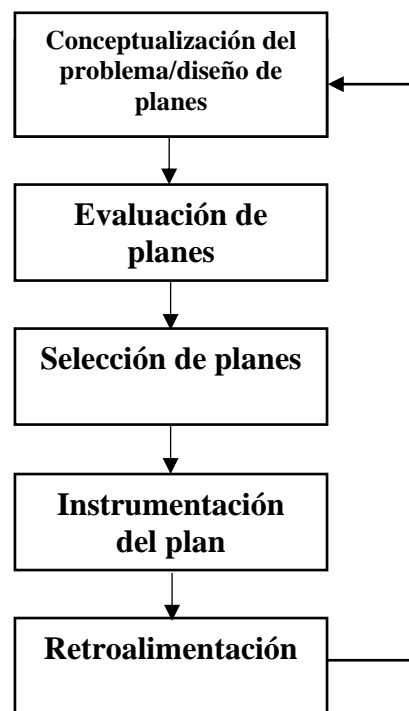 Conceptualización del
problema/diseño de
planes
Evaluación de
planes
Selección de planes
Instrumentación
del plan
Retroalimentación